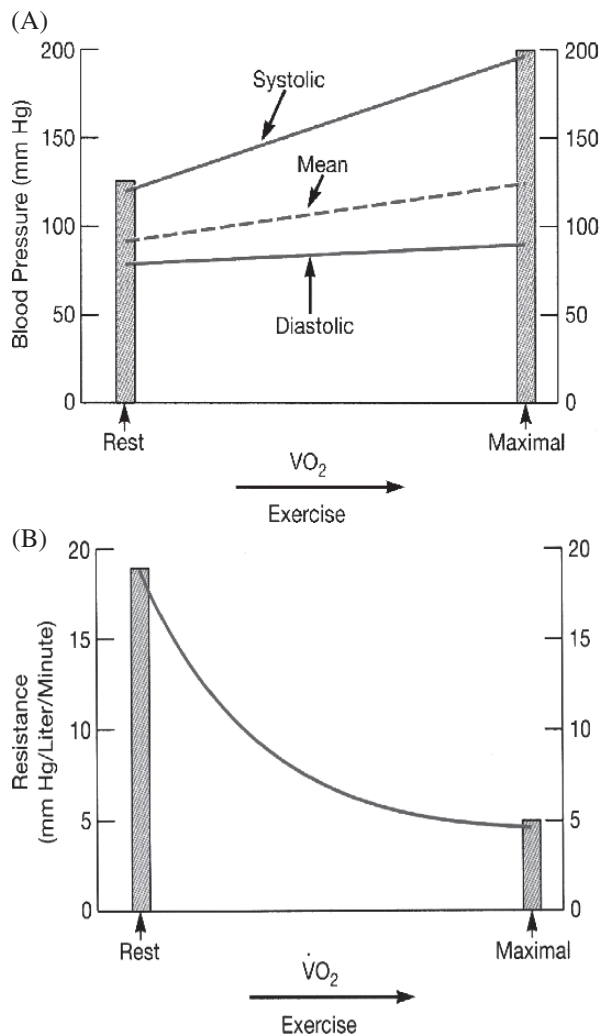 (A)
200
150
100
50
0
Blood Pressure (mm Hg)
Systolic
Mean
Diastolic
200
150
100
50
0
Rest
Maximal
VO₂
Exercise
(B)
20
15
10
5
0
Resistance
(mm Hg/Liter/Minute)
20
15
10
5
0
Rest
Maximal
V̇O₂
Exercise